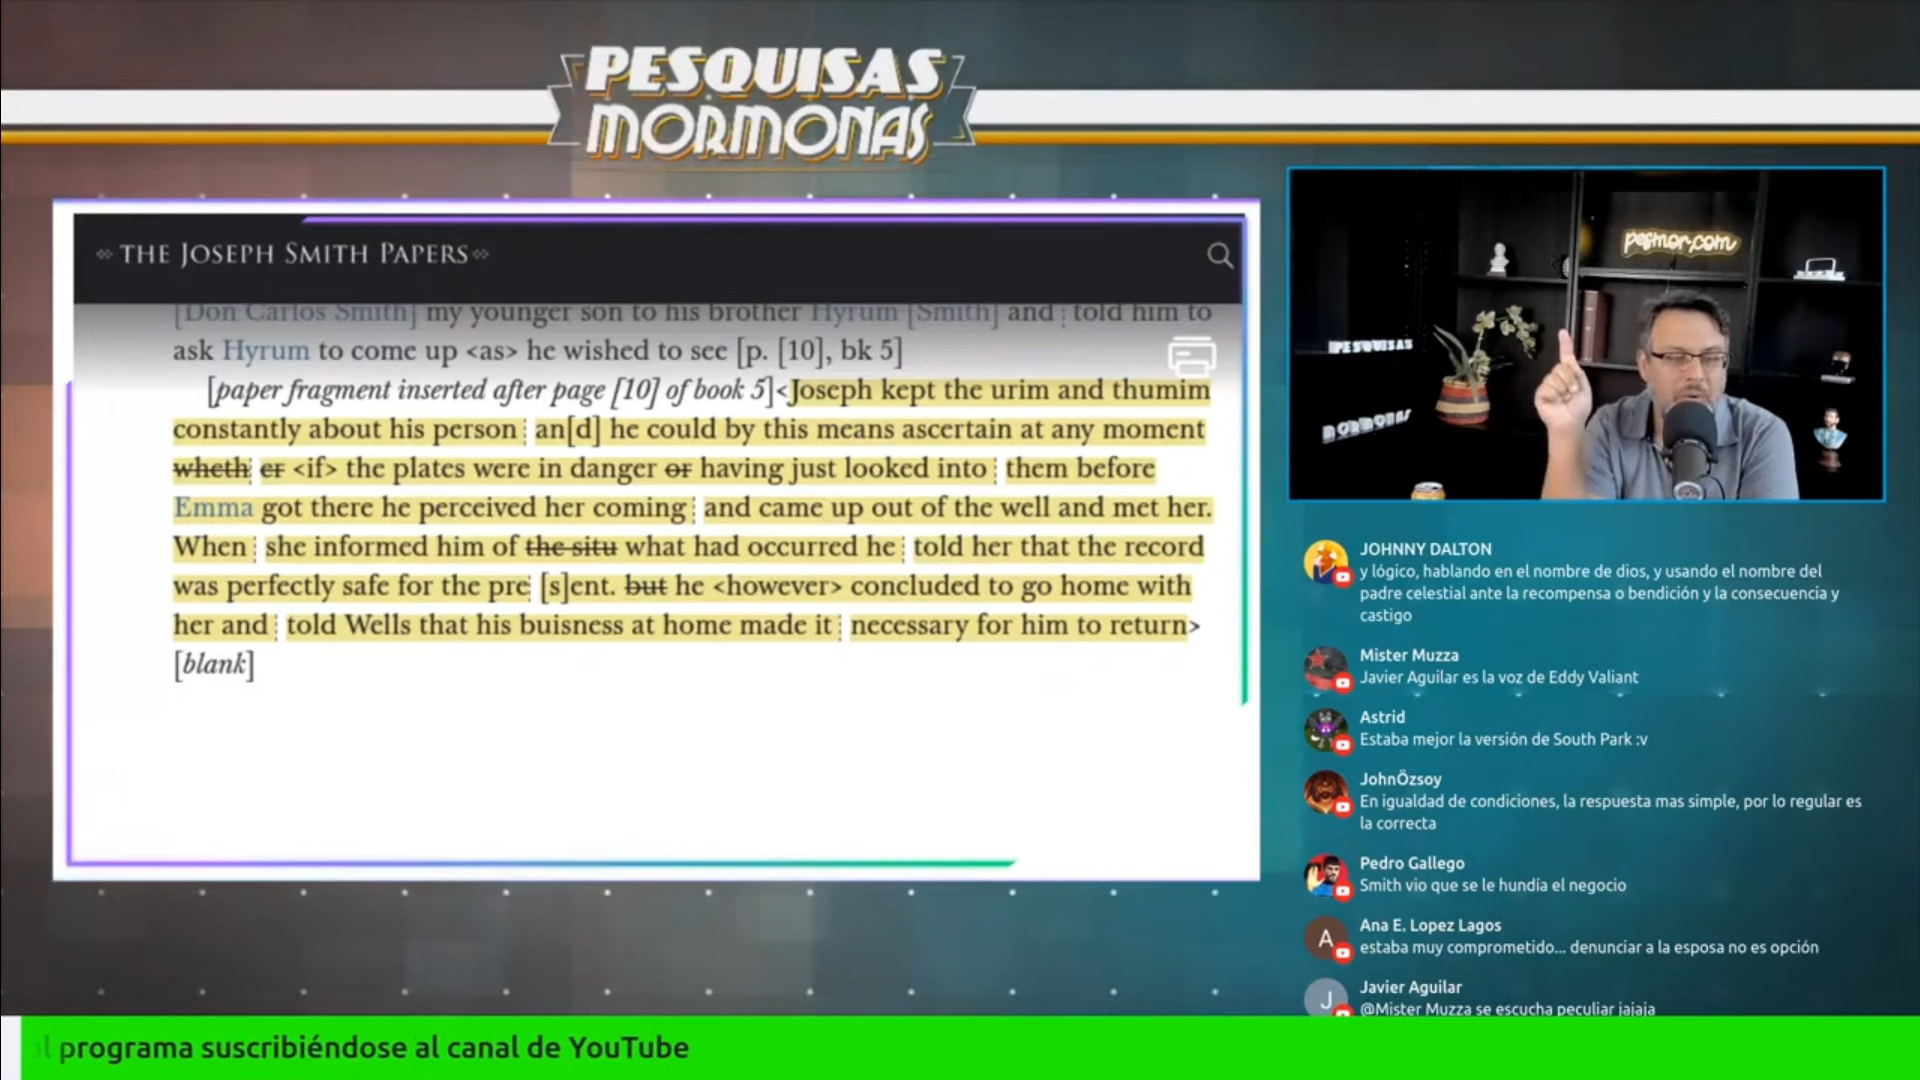 PESQUISAS
MORMONAS
THE JOSEPH SMITH PAPERS
[Don Carlos Smith] my younger son to his brother Hyrum [Smith] and ¦ told him to
ask Hyrum to come up <as> he wished to see [p. [10], bk 5]
[paper fragment inserted after page [10] of book 5]<Joseph kept the urim and thumim
constantly about his person ¦ an[d] he could by this means ascertain at any moment
wheth ¦ er <if> the plates were in danger or having just looked into ¦ them before
Emma got there he perceived her coming ¦ and came up out of the well and met her.
When ¦ she informed him of the situ what had occurred he ¦ told her that the record
was perfectly safe for the pre ¦ [s]ent. but he <however> concluded to go home with
her and ¦ told Wells that his buisness at home made it ¦ necessary for him to return>
[blank]
pesmor.com
PESQUISAS
MORMONAS
JOHNNY DALTON
y lógico, hablando en el nombre de dios, y usando el nombre del
padre celestial ante la recompensa o bendición y la consecuencia y
castigo
Mister Muzza
Javier Aguilar es la voz de Eddy Valiant
Astrid
Estaba mejor la versión de South Park :v
JohnÖzsoy
En igualdad de condiciones, la respuesta mas simple, por lo regular es
la correcta
Pedro Gallego
Smith vio que se le hundía el negocio
A
Ana E. Lopez Lagos
estaba muy comprometido... denunciar a la esposa no es opción
J
Javier Aguilar
@Mister Muzza se escucha peculiar jajaja
l programa suscribiéndose al canal de YouTube